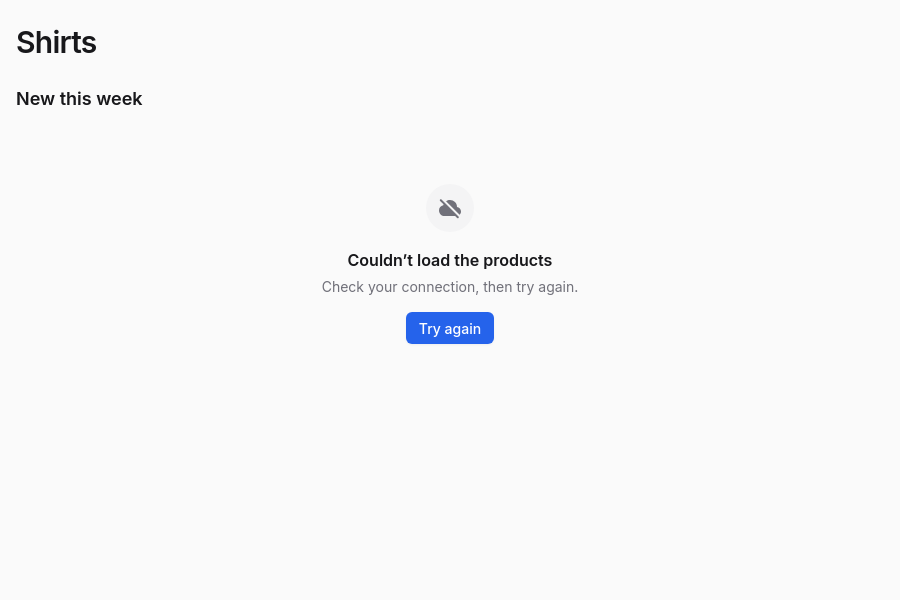 Shirts
New this week
Couldn’t load the products
Check your connection, then try again.
Try again